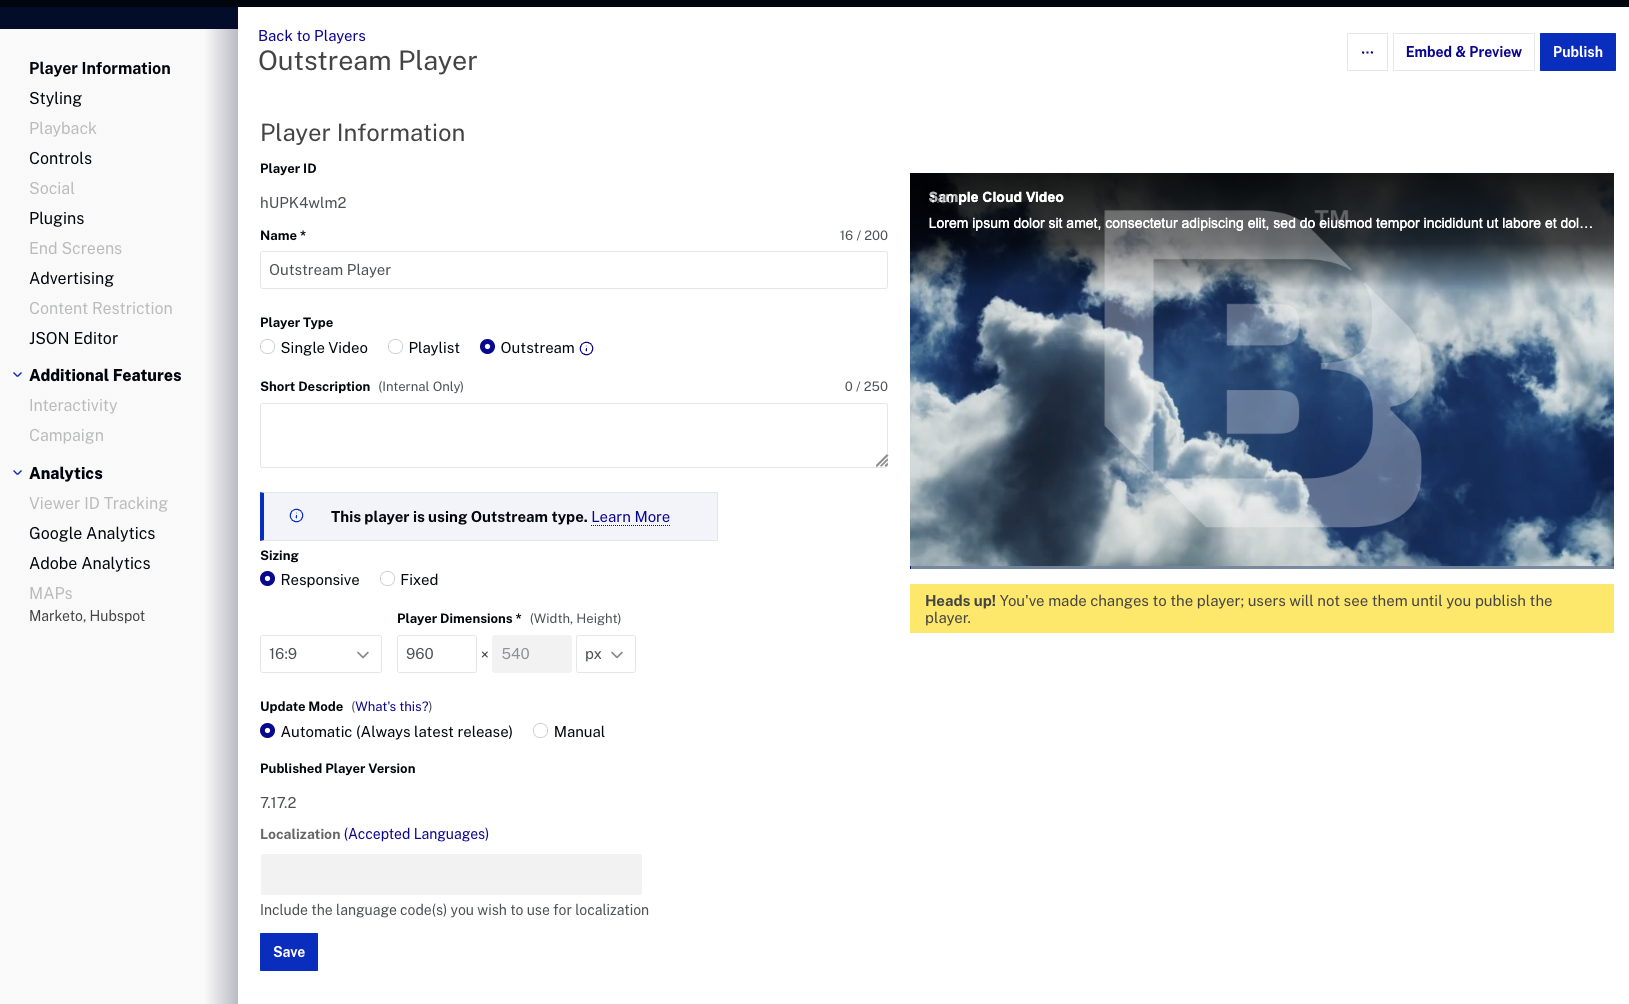 Player Information
Styling
Playback
Controls
Social
Plugins
End Screens
Advertising
Content Restriction
JSON Editor
Additional Features
Interactivity
Campaign
Analytics
Viewer ID Tracking
Google Analytics
Adobe Analytics
MAPs
Marketo, Hubspot
Back to Players
Outstream Player
... Embed & Preview Publish
Player Information
Player ID
hUPK4wlm2
Name * 16 / 200
Outstream Player
Player Type
Single Video Playlist Outstream
Short Description (Internal Only) 0 / 250
This player is using Outstream type. Learn More
Sizing
Responsive Fixed
Player Dimensions * (Width, Height)
16:9 960 × 540 px
Update Mode (What's this?)
Automatic (Always latest release) Manual
Published Player Version
7.17.2
Localization (Accepted Languages)
Include the language code(s) you wish to use for localization
Save
Sample Cloud Video
Lorem ipsum dolor sit amet, consectetur adipiscing elit, sed do eiusmod tempor incididunt ut labore et dol...
B™
Heads up! You've made changes to the player; users will not see them until you publish the
player.